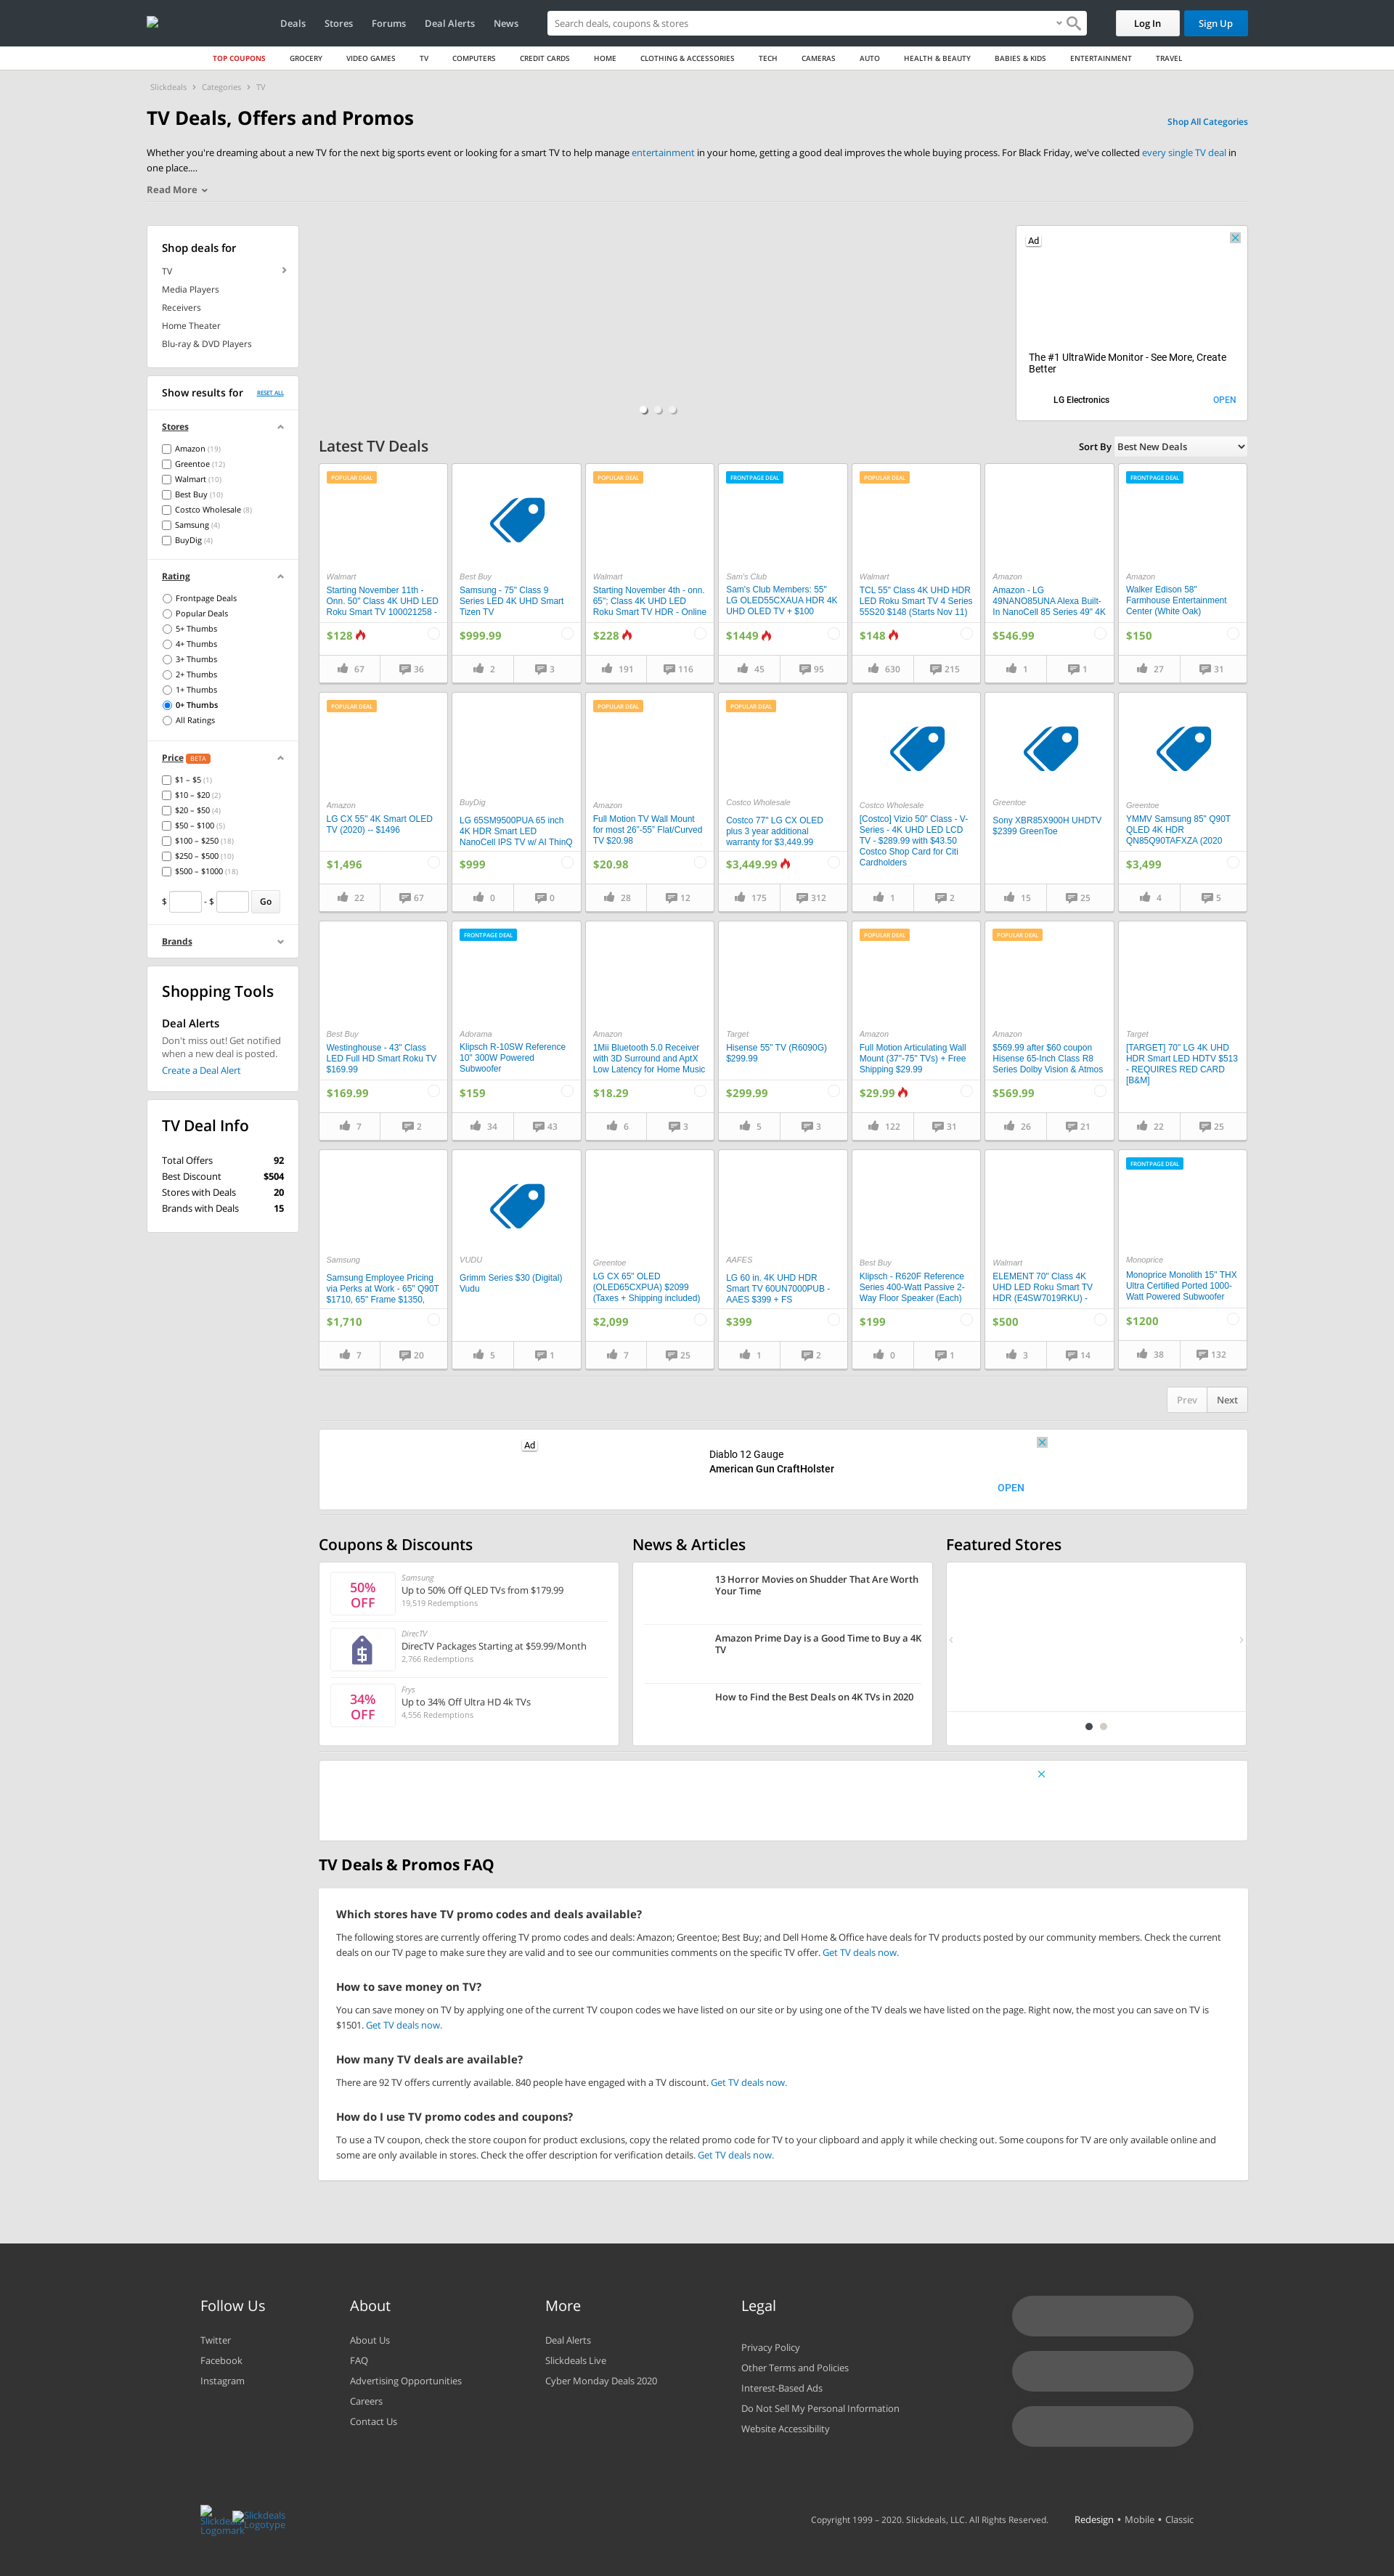 Deals Stores Forums Deal Alerts News
Search deals, coupons & stores
Log In
Sign Up
TOP COUPONS GROCERY VIDEO GAMES TV COMPUTERS CREDIT CARDS HOME CLOTHING & ACCESSORIES TECH CAMERAS AUTO HEALTH & BEAUTY BABIES & KIDS ENTERTAINMENT TRAVEL
Slickdeals › Categories › TV
TV Deals, Offers and Promos
Shop All Categories
Whether you're dreaming about a new TV for the next big sports event or looking for a smart TV to help manage entertainment in your home, getting a good deal improves the whole buying process. For Black Friday, we've collected every single TV deal in
one place....
Read More
Shop deals for
TV
Media Players
Receivers
Home Theater
Blu-ray & DVD Players
Show results for
RESET ALL
Stores
Amazon (19)
Greentoe (12)
Walmart (10)
Best Buy (10)
Costco Wholesale (8)
Samsung (4)
BuyDig (4)
Rating
Frontpage Deals
Popular Deals
5+ Thumbs
4+ Thumbs
3+ Thumbs
2+ Thumbs
1+ Thumbs
0+ Thumbs
All Ratings
Price BETA
$1 – $5 (1)
$10 – $20 (2)
$20 – $50 (4)
$50 – $100 (5)
$100 – $250 (18)
$250 – $500 (10)
$500 – $1000 (18)
$ - $ Go
Brands
Shopping Tools
Deal Alerts
Don't miss out! Get notified
when a new deal is posted.
Create a Deal Alert
TV Deal Info
Total Offers 92
Best Discount $504
Stores with Deals 20
Brands with Deals 15
Ad
The #1 UltraWide Monitor - See More, Create
Better
LG Electronics
OPEN
Latest TV Deals
Sort By Best New Deals
POPULAR DEAL
Walmart
Starting November 11th -
Onn. 50" Class 4K UHD LED
Roku Smart TV 100021258 -
$128
67 36
Best Buy
Samsung - 75" Class 9
Series LED 4K UHD Smart
Tizen TV
$999.99
2 3
POPULAR DEAL
Walmart
Starting November 4th - onn.
65"; Class 4K UHD LED
Roku Smart TV HDR - Online
$228
191 116
FRONTPAGE DEAL
Sam's Club
Sam's Club Members: 55"
LG OLED55CXAUA HDR 4K
UHD OLED TV + $100
$1449
45 95
POPULAR DEAL
Walmart
TCL 55" Class 4K UHD HDR
LED Roku Smart TV 4 Series
55S20 $148 (Starts Nov 11)
$148
630 215
Amazon
Amazon - LG
49NANO85UNA Alexa Built-
In NanoCell 85 Series 49" 4K
$546.99
1 1
FRONTPAGE DEAL
Amazon
Walker Edison 58"
Farmhouse Entertainment
Center (White Oak)
$150
27 31
POPULAR DEAL
Amazon
LG CX 55" 4K Smart OLED
TV (2020) -- $1496
$1,496
22 67
BuyDig
LG 65SM9500PUA 65 inch
4K HDR Smart LED
NanoCell IPS TV w/ AI ThinQ
$999
0 0
POPULAR DEAL
Amazon
Full Motion TV Wall Mount
for most 26"-55" Flat/Curved
TV $20.98
$20.98
28 12
POPULAR DEAL
Costco Wholesale
Costco 77" LG CX OLED
plus 3 year additional
warranty for $3,449.99
$3,449.99
175 312
Costco Wholesale
[Costco] Vizio 50" Class - V-
Series - 4K UHD LED LCD
TV - $289.99 with $43.50
Costco Shop Card for Citi
Cardholders
1 2
Greentoe
Sony XBR85X900H UHDTV
$2399 GreenToe
15 25
Greentoe
YMMV Samsung 85" Q90T
QLED 4K HDR
QN85Q90TAFXZA (2020
$3,499
4 5
Best Buy
Westinghouse - 43" Class
LED Full HD Smart Roku TV
$169.99
$169.99
7 2
FRONTPAGE DEAL
Adorama
Klipsch R-10SW Reference
10" 300W Powered
Subwoofer
$159
34 43
Amazon
1Mii Bluetooth 5.0 Receiver
with 3D Surround and AptX
Low Latency for Home Music
$18.29
6 3
Target
Hisense 55" TV (R6090G)
$299.99
$299.99
5 3
POPULAR DEAL
Amazon
Full Motion Articulating Wall
Mount (37"-75" TVs) + Free
Shipping $29.99
$29.99
122 31
POPULAR DEAL
Amazon
$569.99 after $60 coupon
Hisense 65-Inch Class R8
Series Dolby Vision & Atmos
$569.99
26 21
Target
[TARGET] 70" LG 4K UHD
HDR Smart LED HDTV $513
- REQUIRES RED CARD
[B&M]
22 25
Samsung
Samsung Employee Pricing
via Perks at Work - 65" Q90T
$1710, 65" Frame $1350,
$1,710
7 20
VUDU
Grimm Series $30 (Digital)
Vudu
5 1
Greentoe
LG CX 65" OLED
(OLED65CXPUA) $2099
(Taxes + Shipping included)
$2,099
7 25
AAFES
LG 60 in. 4K UHD HDR
Smart TV 60UN7000PUB -
AAES $399 + FS
$399
1 2
Best Buy
Klipsch - R620F Reference
Series 400-Watt Passive 2-
Way Floor Speaker (Each)
$199
0 1
Walmart
ELEMENT 70" Class 4K
UHD LED Roku Smart TV
HDR (E4SW7019RKU) -
$500
3 14
FRONTPAGE DEAL
Monoprice
Monoprice Monolith 15" THX
Ultra Certified Ported 1000-
Watt Powered Subwoofer
$1200
38 132
Prev Next
Ad
Diablo 12 Gauge
American Gun CraftHolster
OPEN
Coupons & Discounts
50%
OFF
Samsung
Up to 50% Off QLED TVs from $179.99
19,519 Redemptions
DirecTV
DirecTV Packages Starting at $59.99/Month
2,766 Redemptions
34%
OFF
Frys
Up to 34% Off Ultra HD 4k TVs
4,556 Redemptions
News & Articles
13 Horror Movies on Shudder That Are Worth
Your Time
Amazon Prime Day is a Good Time to Buy a 4K
TV
How to Find the Best Deals on 4K TVs in 2020
Featured Stores
TV Deals & Promos FAQ
Which stores have TV promo codes and deals available?
The following stores are currently offering TV promo codes and deals: Amazon; Greentoe; Best Buy; and Dell Home & Office have deals for TV products posted by our community members. Check the current
deals on our TV page to make sure they are valid and to see our communities comments on the specific TV offer. Get TV deals now.
How to save money on TV?
You can save money on TV by applying one of the current TV coupon codes we have listed on our site or by using one of the TV deals we have listed on the page. Right now, the most you can save on TV is
$1501. Get TV deals now.
How many TV deals are available?
There are 92 TV offers currently available. 840 people have engaged with a TV discount. Get TV deals now.
How do I use TV promo codes and coupons?
To use a TV coupon, check the store coupon for product exclusions, copy the related promo code for TV to your clipboard and apply it while checking out. Some coupons for TV are only available online and
some are only available in stores. Check the offer description for verification details. Get TV deals now.
Follow Us
Twitter
Facebook
Instagram
About
About Us
FAQ
Advertising Opportunities
Careers
Contact Us
More
Deal Alerts
Slickdeals Live
Cyber Monday Deals 2020
Legal
Privacy Policy
Other Terms and Policies
Interest-Based Ads
Do Not Sell My Personal Information
Website Accessibility
Slickdeals
Logomark
Slickdeals
Logotype
Copyright 1999 – 2020. Slickdeals, LLC. All Rights Reserved.
Redesign • Mobile • Classic